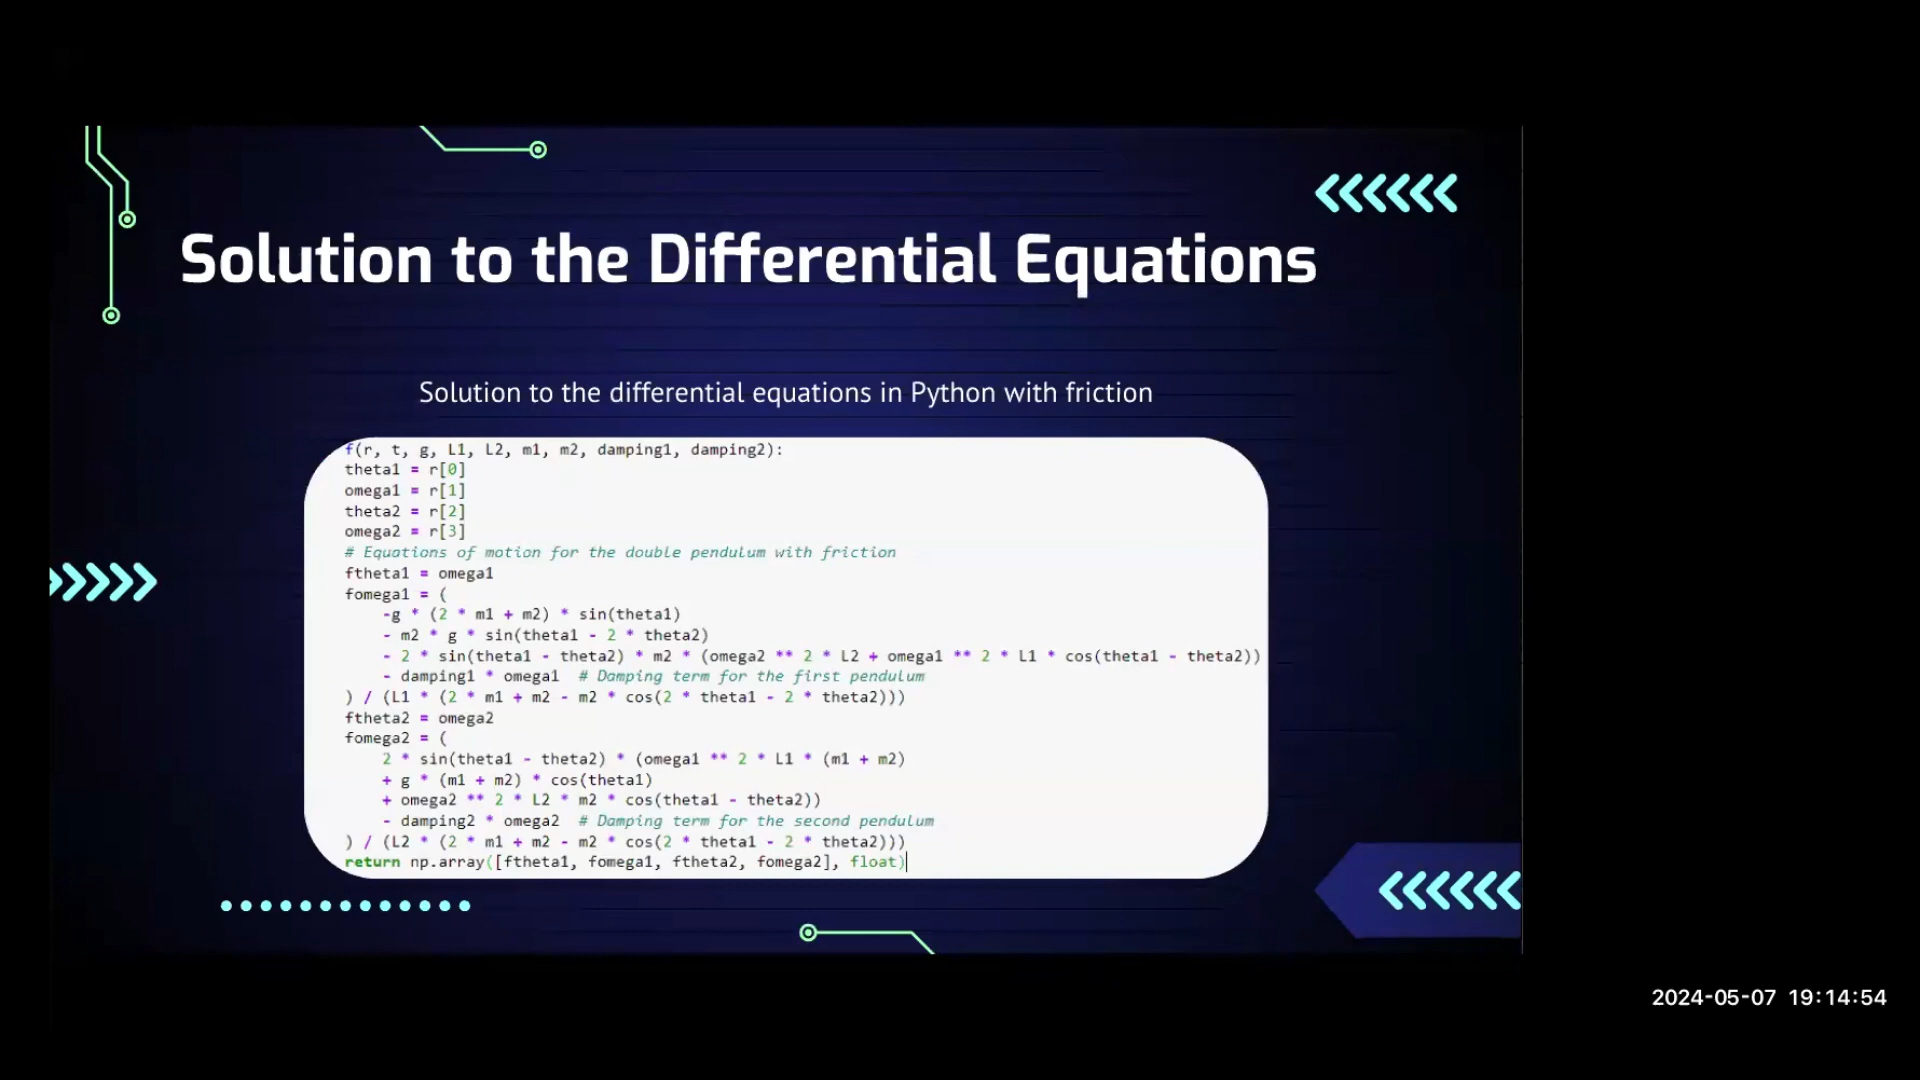 Solution to the Differential Equations
Solution to the differential equations in Python with friction
f(r, t, g, L1, L2, m1, m2, damping1, damping2):
theta1 = r[0]
omega1 = r[1]
theta2 = r[2]
omega2 = r[3]
# Equations of motion for the double pendulum with friction
ftheta1 = omega1
fomega1 = (
-g * (2 * m1 + m2) * sin(theta1)
- m2 * g * sin(theta1 - 2 * theta2)
- 2 * sin(theta1 - theta2) * m2 * (omega2 ** 2 * L2 + omega1 ** 2 * L1 * cos(theta1 - theta2))
- damping1 * omega1  # Damping term for the first pendulum
) / (L1 * (2 * m1 + m2 - m2 * cos(2 * theta1 - 2 * theta2)))
ftheta2 = omega2
fomega2 = (
2 * sin(theta1 - theta2) * (omega1 ** 2 * L1 * (m1 + m2)
+ g * (m1 + m2) * cos(theta1)
+ omega2 ** 2 * L2 * m2 * cos(theta1 - theta2))
- damping2 * omega2  # Damping term for the second pendulum
) / (L2 * (2 * m1 + m2 - m2 * cos(2 * theta1 - 2 * theta2)))
return np.array([ftheta1, fomega1, ftheta2, fomega2], float)
2024-05-07 19:14:54